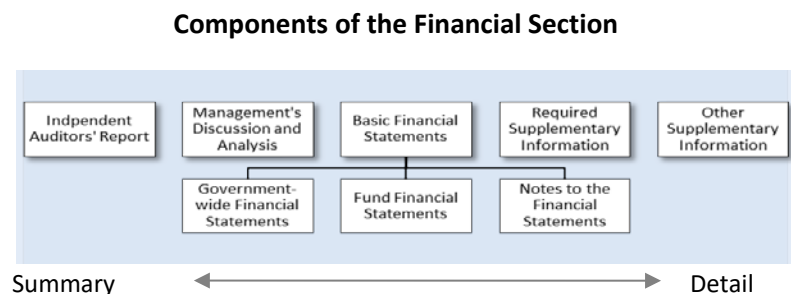 Components of the Financial Section
Indpendent
Auditors' Report
Management's
Discussion and
Analysis
Basic Financial
Statements
Required
Supplementary
Information
Other
Supplementary
Information
Government-
wide Financial
Statements
Fund Financial
Statements
Notes to the
Financial
Statements
Summary
Detail